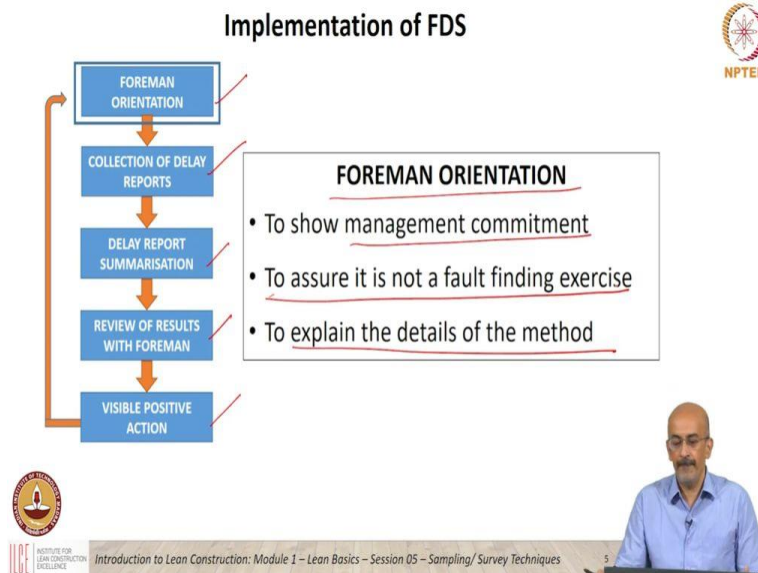 Implementation of FDS
NPTEL
FOREMAN
ORIENTATION
COLLECTION OF DELAY
REPORTS
DELAY REPORT
SUMMARISATION
REVIEW OF RESULTS
WITH FOREMAN
VISIBLE POSITIVE
ACTION
FOREMAN ORIENTATION
• To show management commitment
• To assure it is not a fault finding exercise
• To explain the details of the method
ILCE
INSTITUTE FOR
LEAN CONSTRUCTION
EXCELLENCE
Introduction to Lean Construction: Module 1 – Lean Basics – Session 05 – Sampling/ Survey Techniques
5